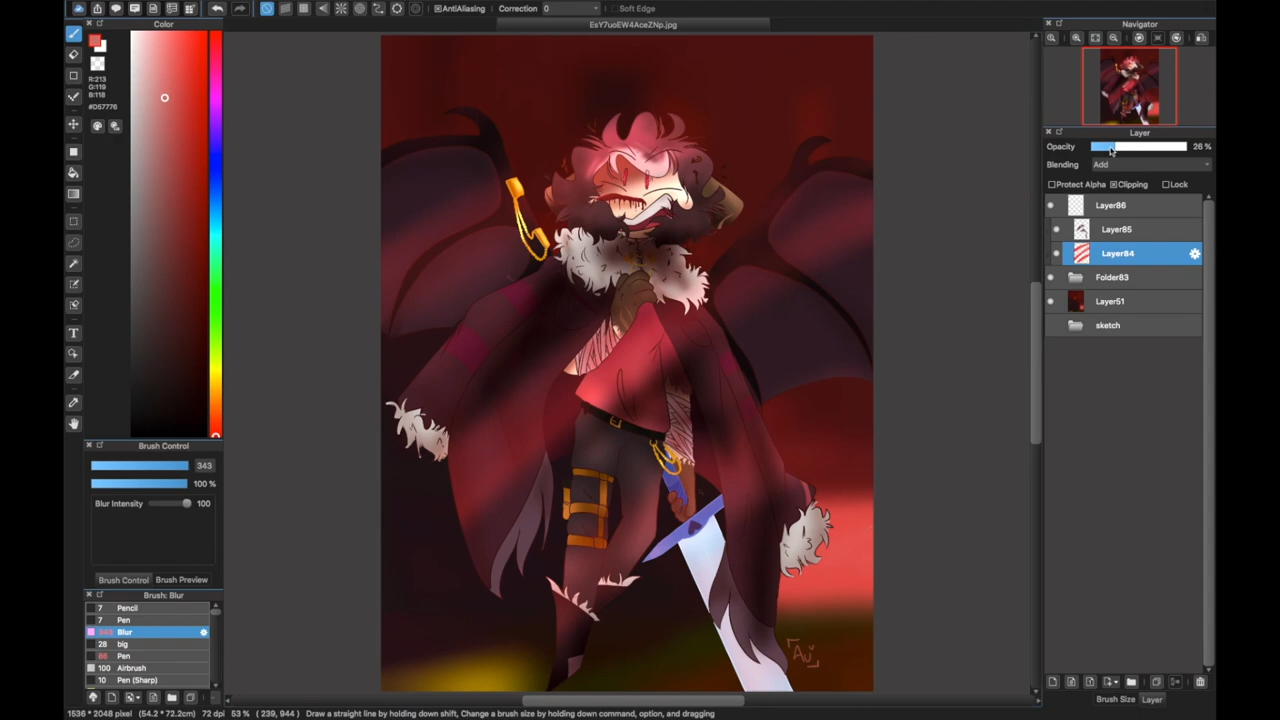 AntiAliasing Correction 0 Soft Edge
Color
EsY7uoEW4AceZNp.jpg
Navigator
R:213
G:119
B:118
#D57776
Layer
Opacity 26 %
Blending Add
Protect Alpha Clipping Lock
Layer86
Layer85
Layer84
Folder83
Layer51
sketch
T
Brush Control
343
100 %
Blur Intensity 100
Brush Control Brush Preview
Brush: Blur
7 Pencil
7 Pen
343 Blur
28 big
86 Pen
100 Airbrush
10 Pen (Sharp)
Au
Brush Size Layer
1536 * 2048 pixel (54.2 * 72.2cm) 72 dpi 53 % ( 239, 944 ) Draw a straight line by holding down shift, Change a brush size by holding down command, option, and dragging